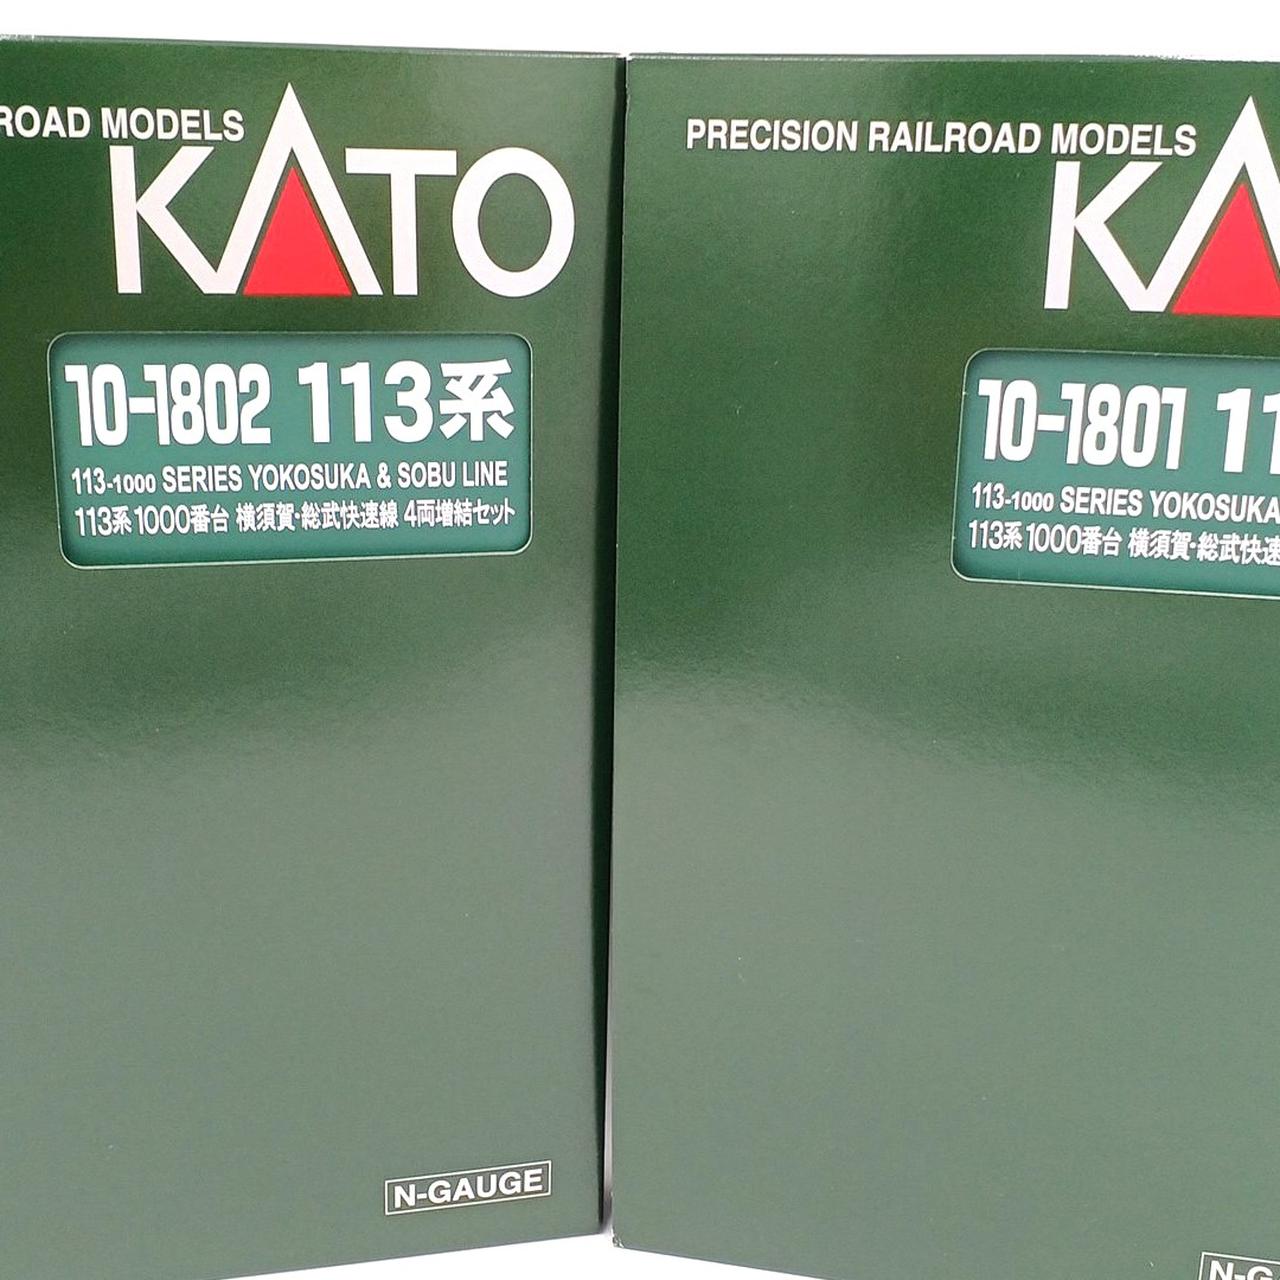 ROAD MODELS
KATO
10-1802 113系
113-1000 SERIES YOKOSUKA & SOBU LINE
113系1000番台 横須賀・総武快速線 4両増結セット
N-GAUGE
PRECISION RAILROAD MODELS
KA
10-1801 11
113-1000 SERIES YOKOSUKA
113系1000番台 横須賀・総武快速
N-G